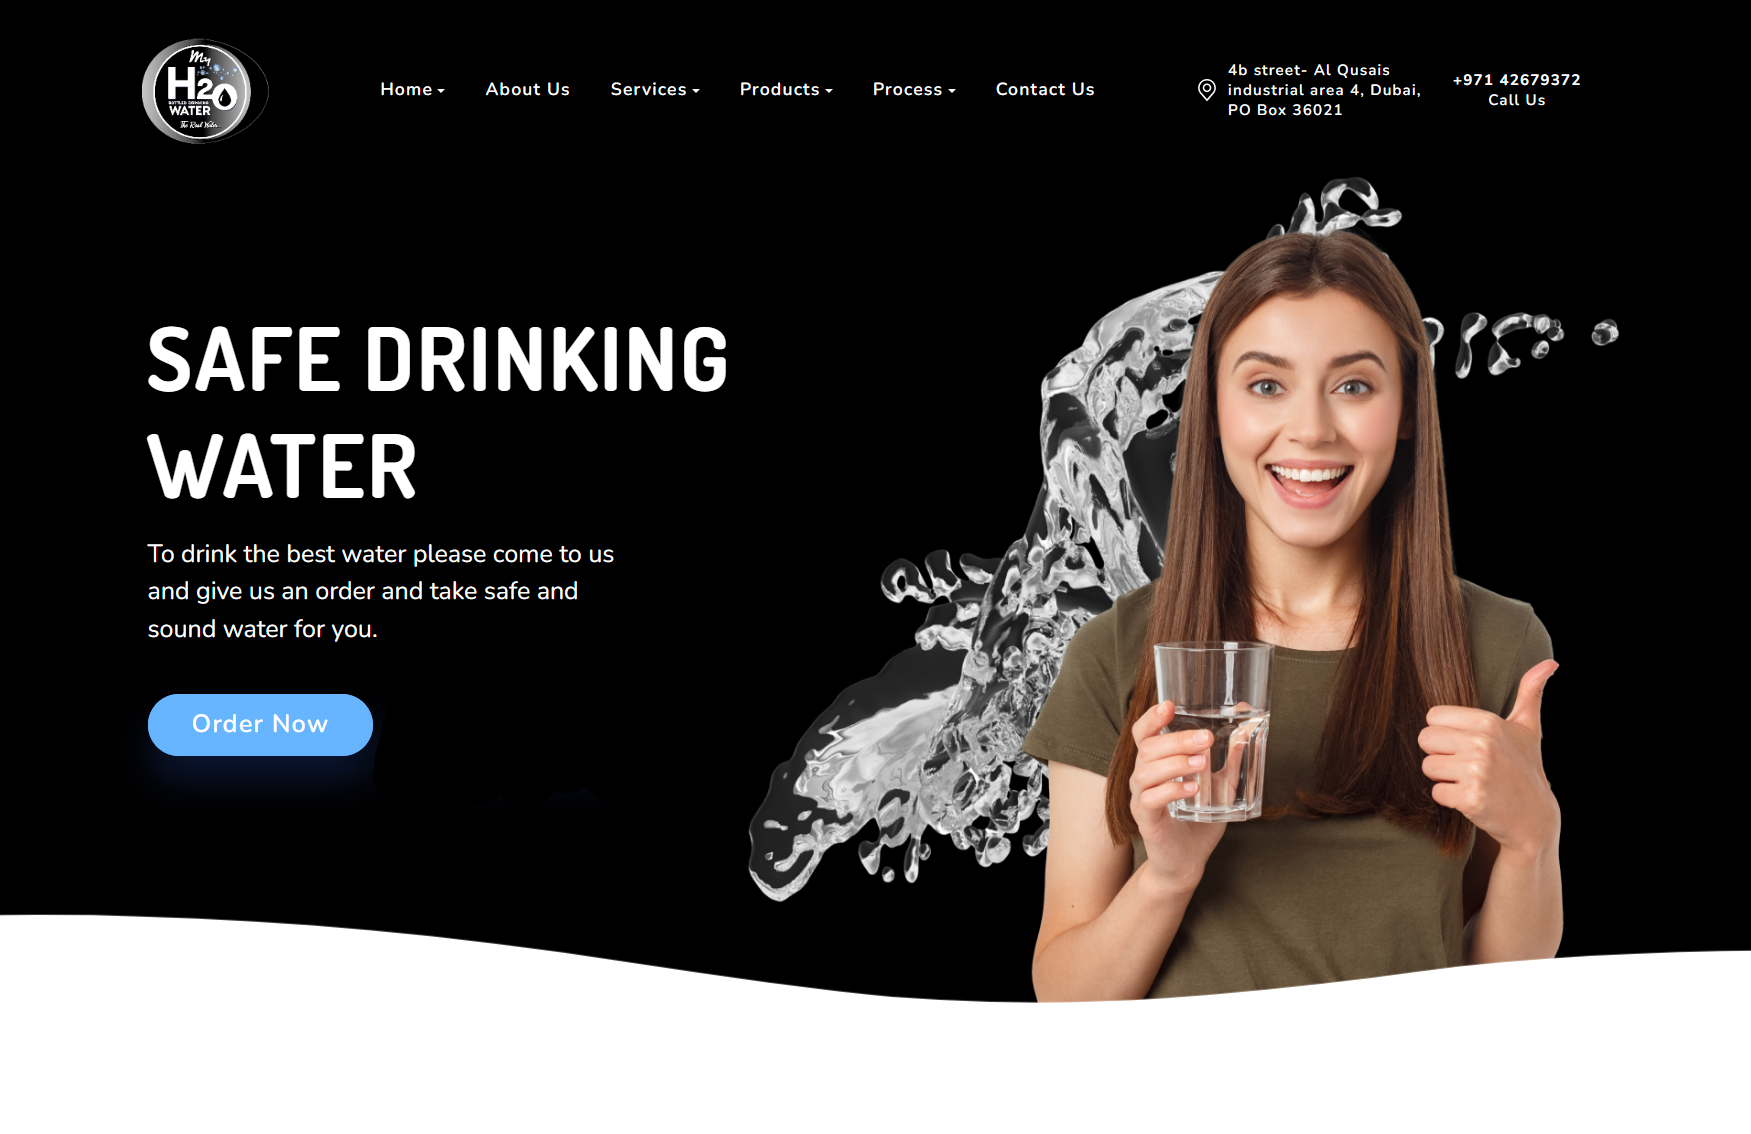 My
H2O
BOTTLED DRINKING
WATER
The Real Water
Home
About Us
Services
Products
Process
Contact Us
4b street- Al Qusais
industrial area 4, Dubai,
PO Box 36021
+971 42679372
Call Us
SAFE DRINKING
WATER
To drink the best water please come to us
and give us an order and take safe and
sound water for you.
Order Now